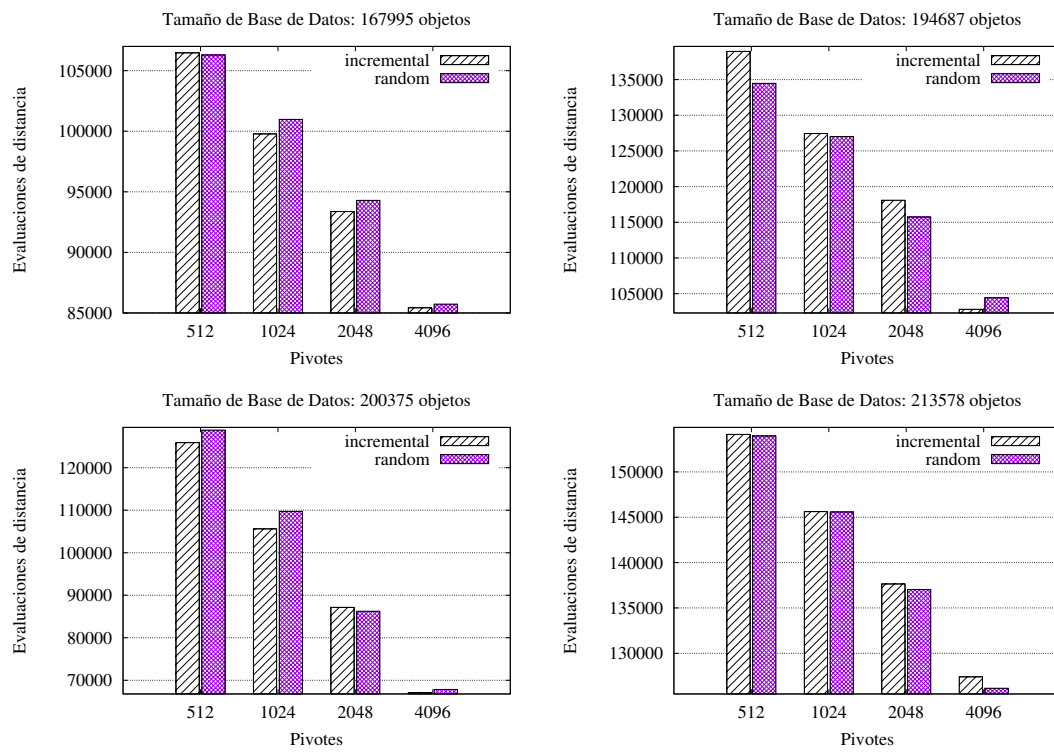 Tamaño de Base de Datos: 167995 objetos
incremental
random
Evaluaciones de distancia
105000
100000
95000
90000
85000
512 1024 2048 4096
Pivotes
Tamaño de Base de Datos: 194687 objetos
incremental
random
Evaluaciones de distancia
135000
130000
125000
120000
115000
110000
105000
512 1024 2048 4096
Pivotes
Tamaño de Base de Datos: 200375 objetos
incremental
random
Evaluaciones de distancia
120000
110000
100000
90000
80000
70000
512 1024 2048 4096
Pivotes
Tamaño de Base de Datos: 213578 objetos
incremental
random
Evaluaciones de distancia
150000
145000
140000
135000
130000
512 1024 2048 4096
Pivotes